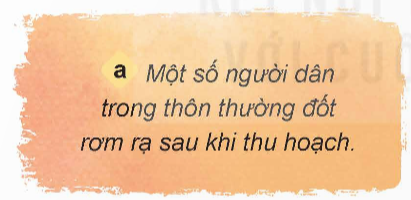 a Một số người dân
trong thôn thường đốt
rơm rạ sau khi thu hoạch.